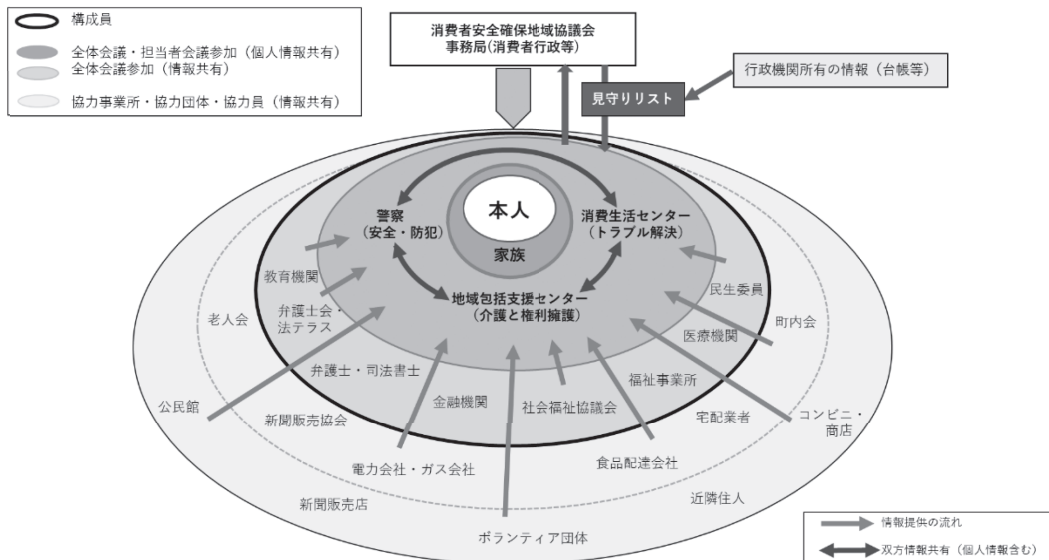 構成員
全体会議・担当者会議参加（個人情報共有）
全体会議参加（情報共有）
協力事業所・協力団体・協力員（情報共有）
消費者安全確保地域協議会
事務局(消費者行政等)
行政機関所有の情報（台帳等）
見守りリスト
本人
家族
警察
（安全・防犯）
消費生活センター
（トラブル解決）
地域包括支援センター
（介護と権利擁護）
教育機関
弁護士会・
法テラス
弁護士・司法書士
金融機関
社会福祉協議会
福祉事業所
医療機関
民生委員
老人会
町内会
公民館
新聞販売協会
電力会社・ガス会社
食品配達会社
宅配業者
コンビニ・
商店
新聞販売店
ボランティア団体
近隣住人
情報提供の流れ
双方情報共有（個人情報含む）